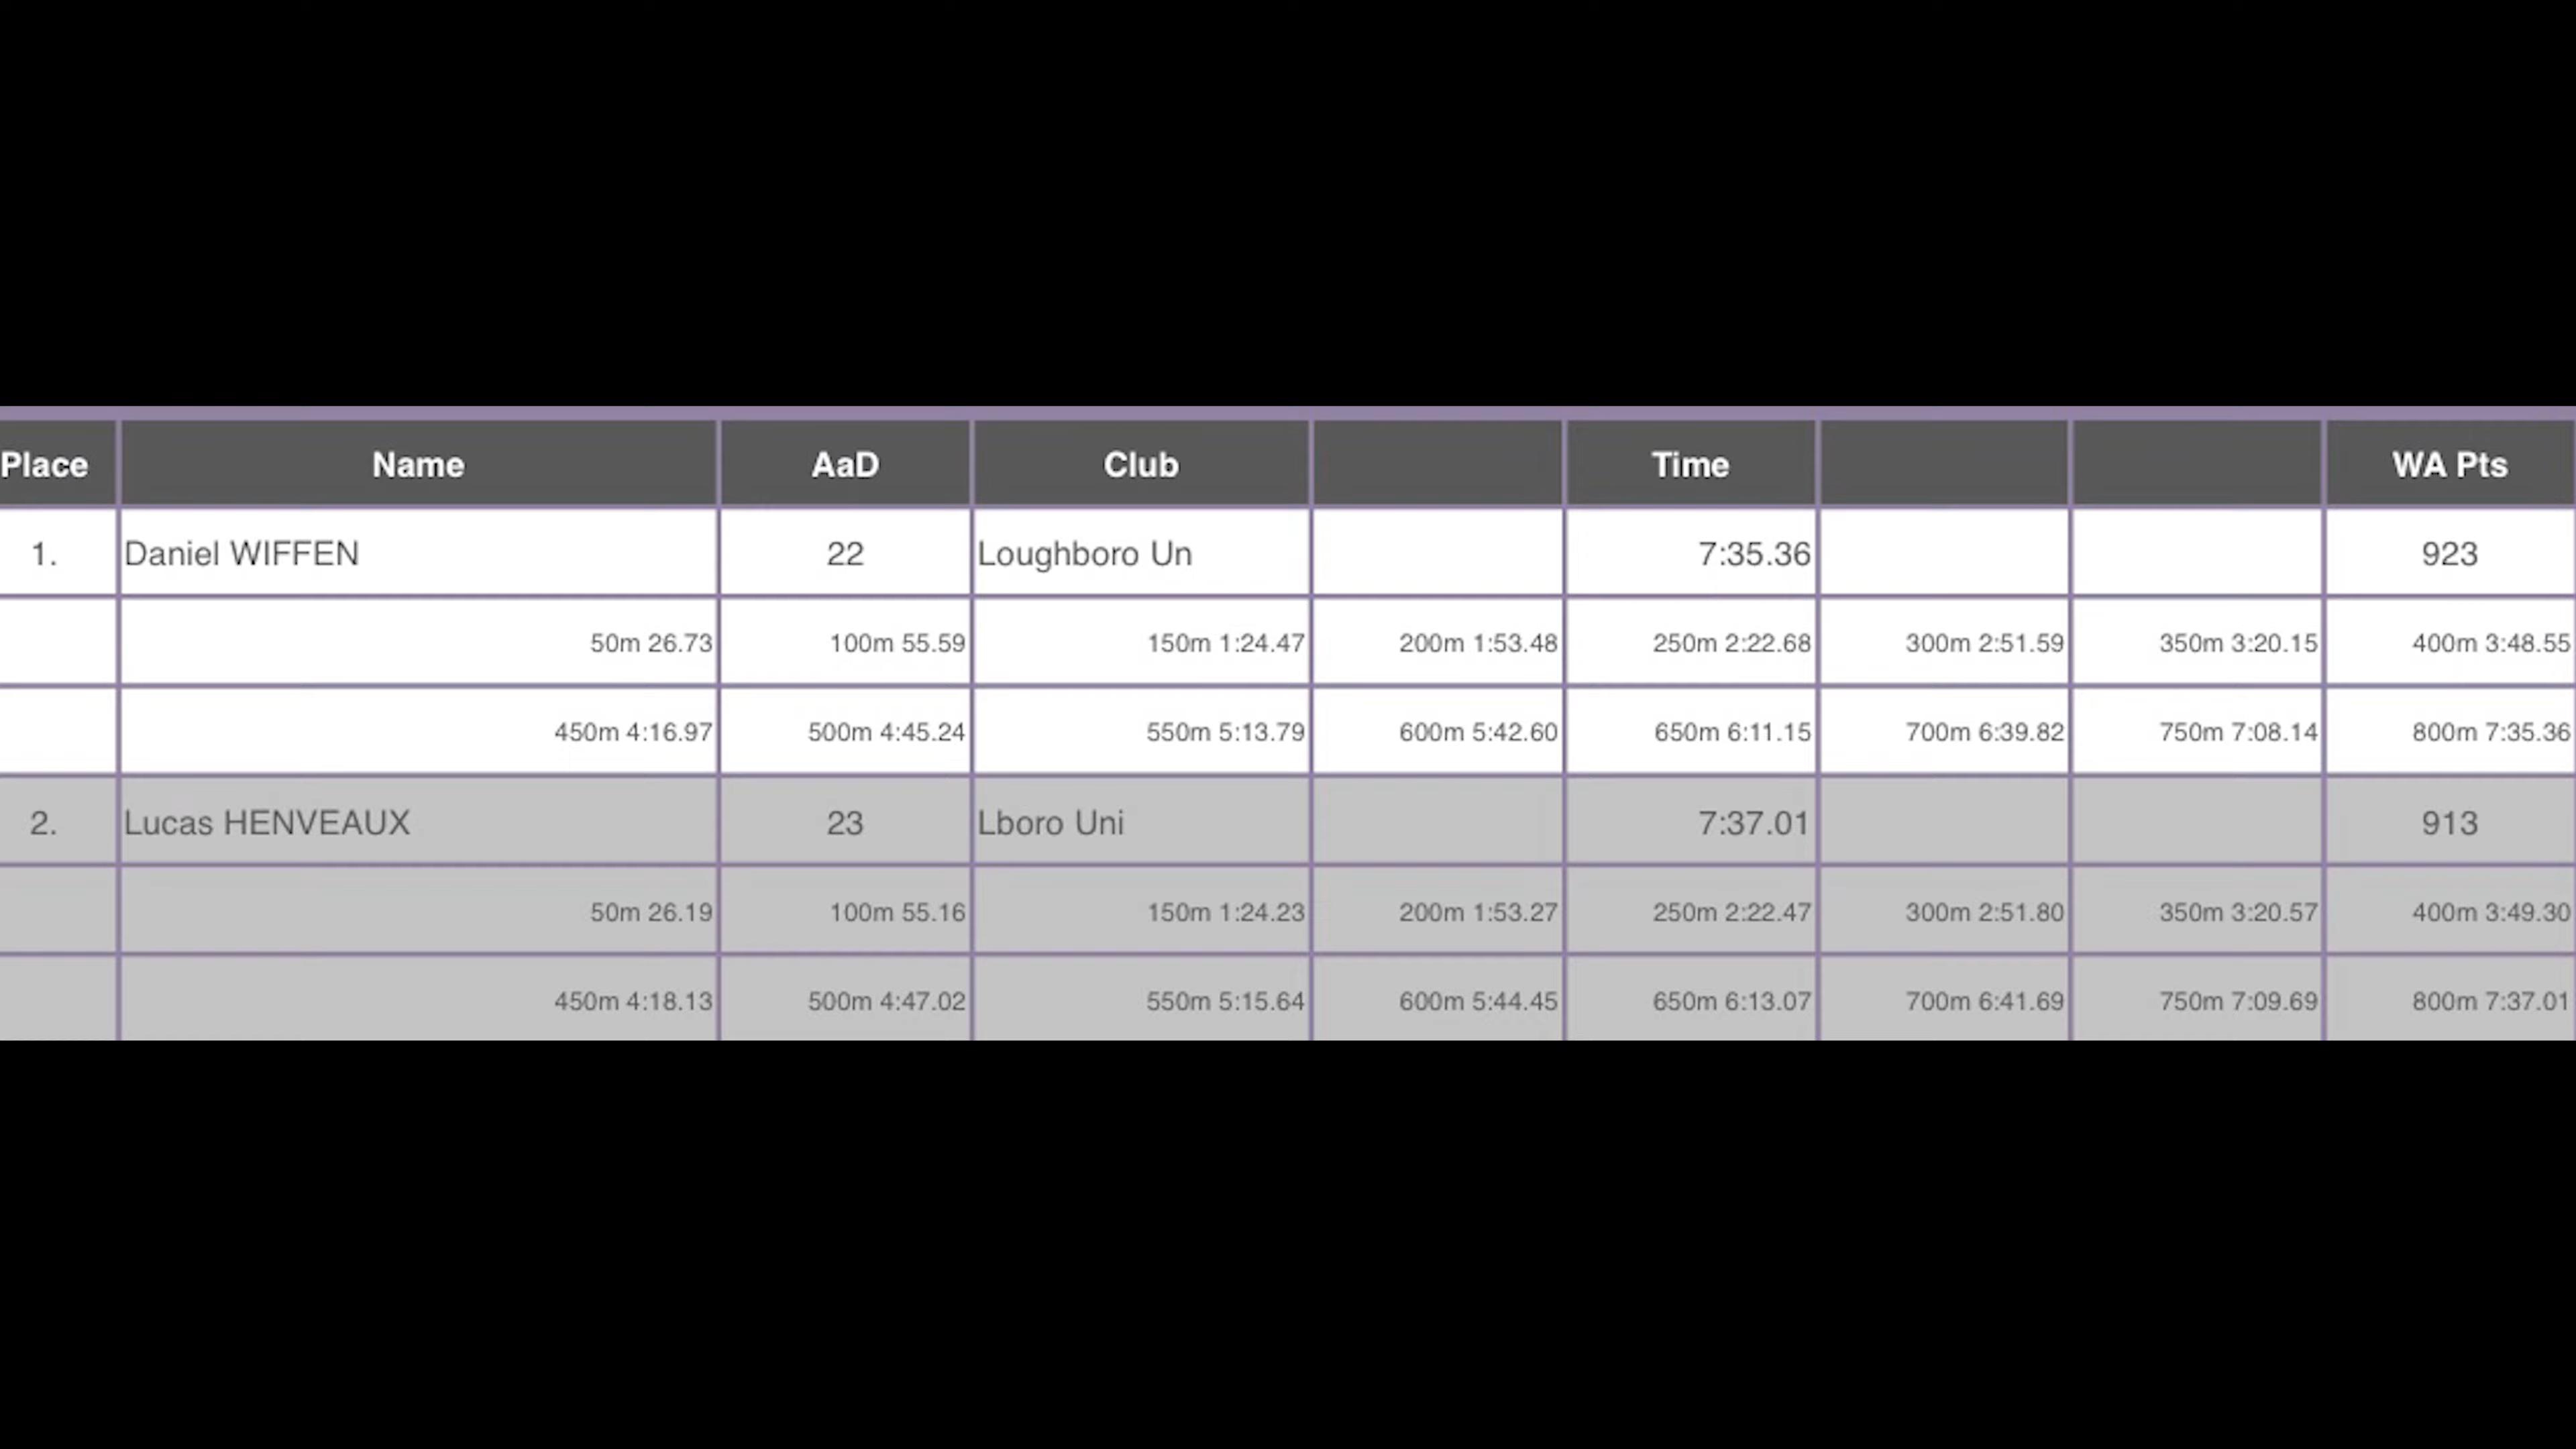 Place Name AaD Club Time WA Pts
1. Daniel WIFFEN 22 Loughboro Un 7:35.36 923
50m 26.73 100m 55.59 150m 1:24.47 200m 1:53.48 250m 2:22.68 300m 2:51.59 350m 3:20.15 400m 3:48.55
450m 4:16.97 500m 4:45.24 550m 5:13.79 600m 5:42.60 650m 6:11.15 700m 6:39.82 750m 7:08.14 800m 7:35.36
2. Lucas HENVEAUX 23 Lboro Uni 7:37.01 913
50m 26.19 100m 55.16 150m 1:24.23 200m 1:53.27 250m 2:22.47 300m 2:51.80 350m 3:20.57 400m 3:49.30
450m 4:18.13 500m 4:47.02 550m 5:15.64 600m 5:44.45 650m 6:13.07 700m 6:41.69 750m 7:09.69 800m 7:37.01